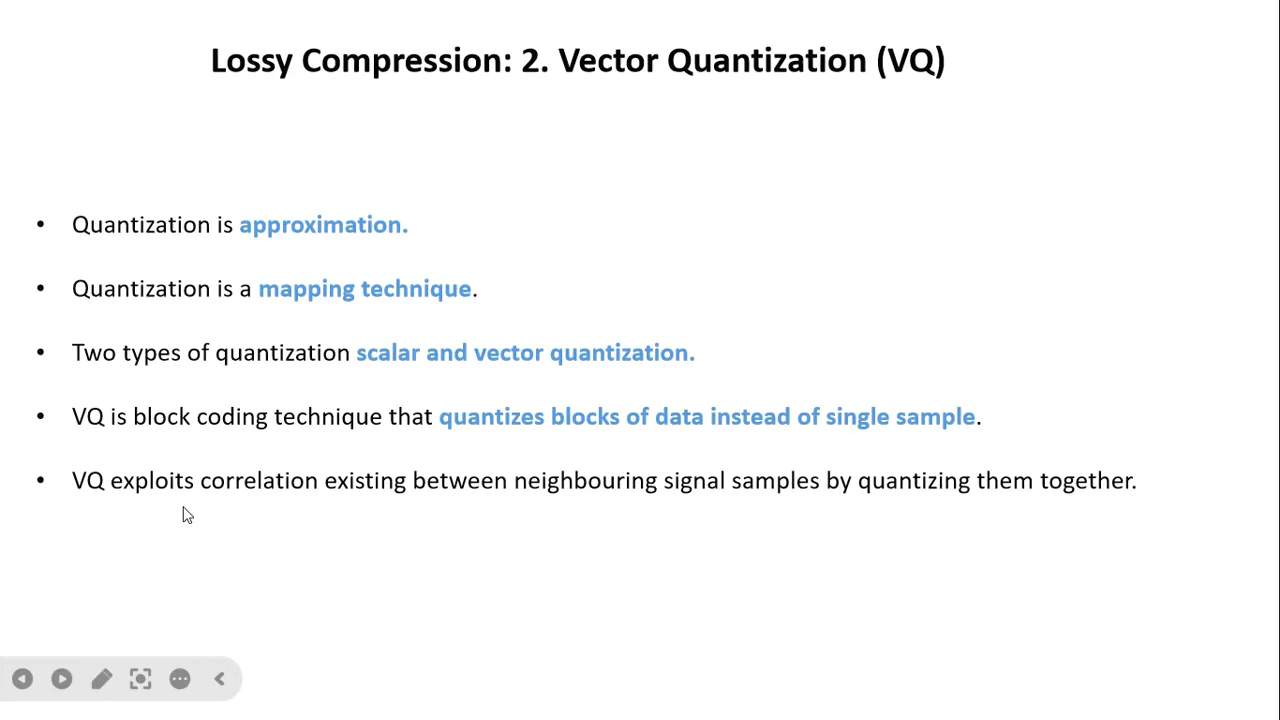 Lossy Compression: 2. Vector Quantization (VQ)
• Quantization is approximation.
• Quantization is a mapping technique.
• Two types of quantization scalar and vector quantization.
• VQ is block coding technique that quantizes blocks of data instead of single sample.
• VQ exploits correlation existing between neighbouring signal samples by quantizing them together.